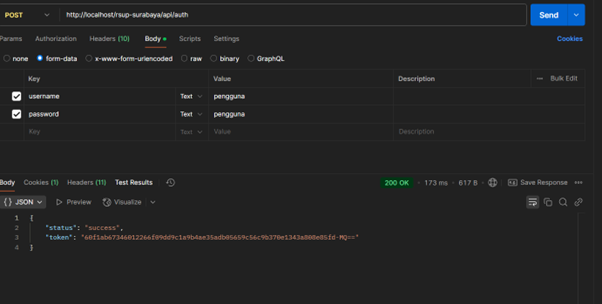 POST http://localhost/rsup-surabaya/api/auth Send
Params Authorization Headers (10) Body Scripts Settings Cookies
none form-data x-www-form-urlencoded raw binary GraphQL
Key Value Description Bulk Edit
username Text pengguna
password Text pengguna
Key Text Value Description
Body Cookies (1) Headers (11) Test Results 200 OK 173 ms 617 B Save Response
{} JSON Preview Visualize
1 {
2 "status": "success",
3 "token": "60f1ab67346012266f09dd9c1a9b4ae35adb05659c56c9b370e1343a808e85fd-MQ=="
4 }